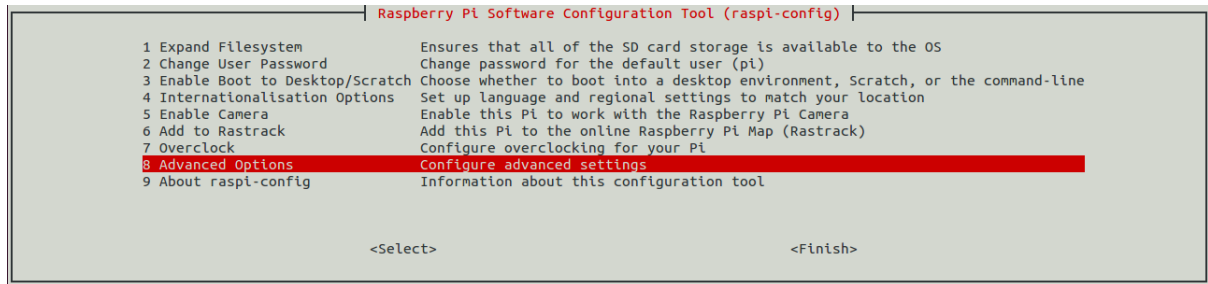 Raspberry Pi Software Configuration Tool (raspi-config)
1 Expand Filesystem Ensures that all of the SD card storage is available to the OS
2 Change User Password Change password for the default user (pi)
3 Enable Boot to Desktop/Scratch Choose whether to boot into a desktop environment, Scratch, or the command-line
4 Internationalisation Options Set up language and regional settings to match your location
5 Enable Camera Enable this Pi to work with the Raspberry Pi Camera
6 Add to Rastrack Add this Pi to the online Raspberry Pi Map (Rastrack)
7 Overclock Configure overclocking for your Pi
8 Advanced Options Configure advanced settings
9 About raspi-config Information about this configuration tool
<Select> <Finish>